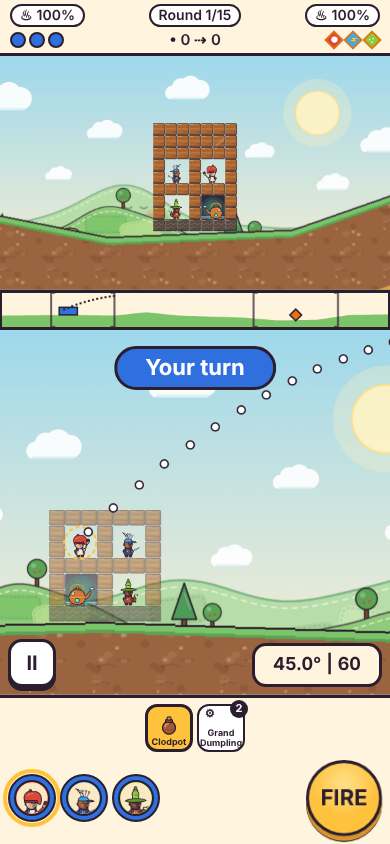 ♨ 100%
Round 1/15
♨ 100%
• 0 ⇢ 0
Your turn
45.0° | 60
2
Clodpot
Grand
Dumpling
FIRE